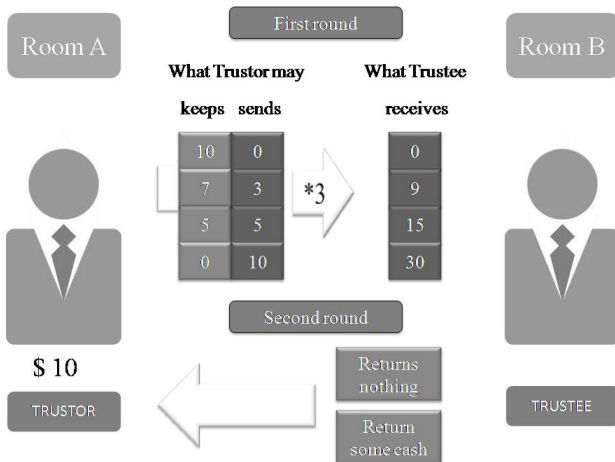 First round
Room A
Room B
What Trustor may
keeps sends
What Trustee
receives
10 0 0
7 3 9
*3
5 5 15
0 10 30
Second round
$ 10
Returns
nothing
TRUSTOR
Return
some cash
TRUSTEE